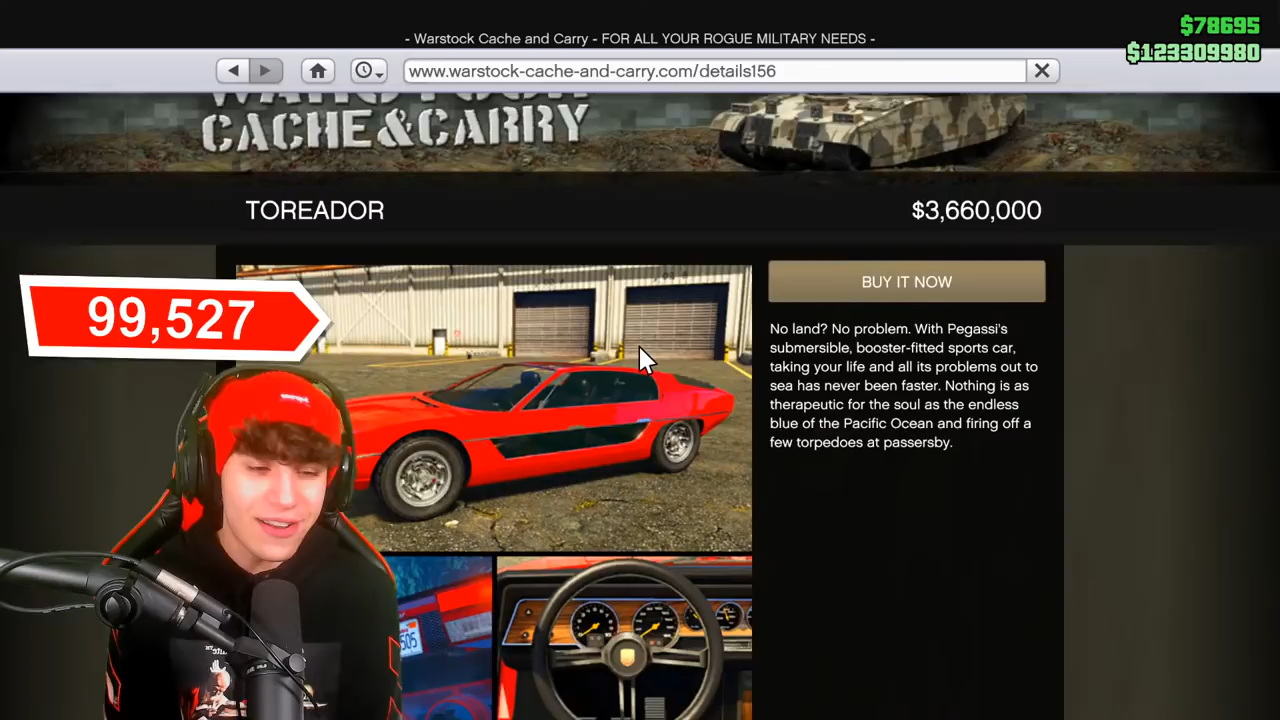 $78695
- Warstock Cache and Carry - FOR ALL YOUR ROGUE MILITARY NEEDS -
$123309980
www.warstock-cache-and-carry.com/details156
CACHE&CARRY
TOREADOR
$3,660,000
BUY IT NOW
99,527
No land? No problem. With Pegassi's
submersible, booster-fitted sports car,
taking your life and all its problems out to
sea has never been faster. Nothing is as
therapeutic for the soul as the endless
blue of the Pacific Ocean and firing off a
few torpedoes at passersby.